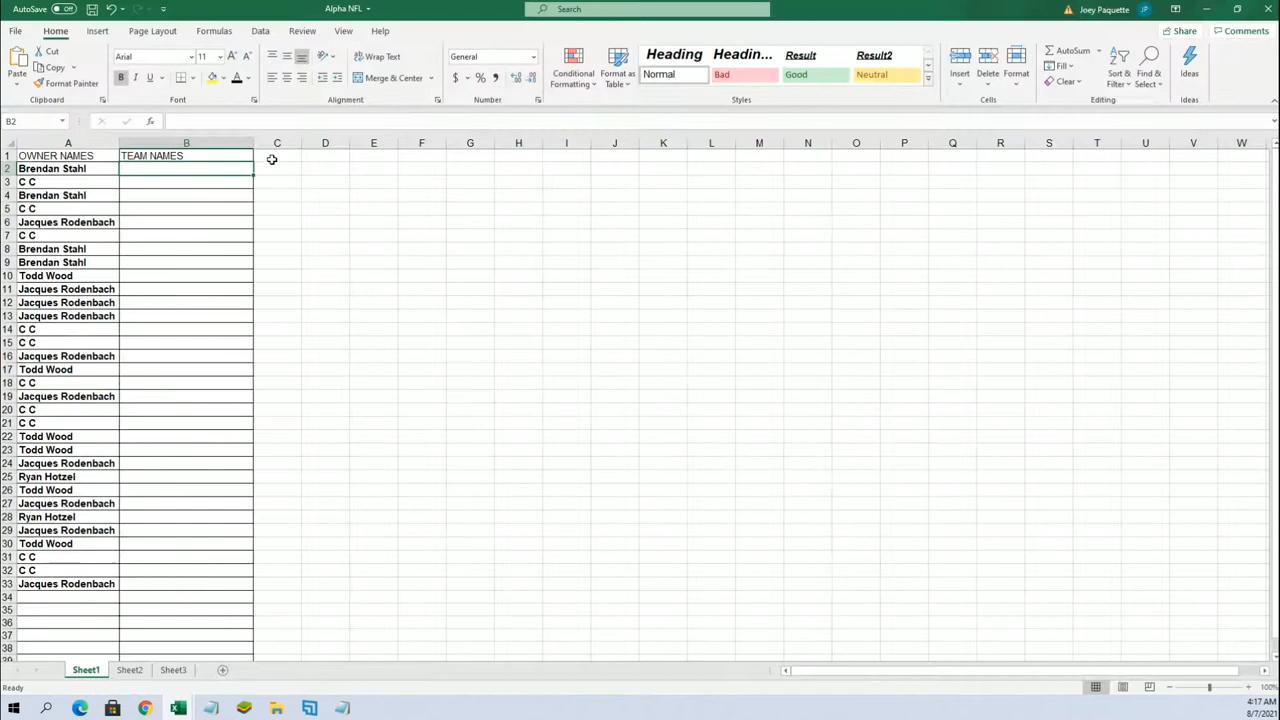 AutoSave Off Alpha NFL Search Joey Paquette JP
File Home Insert Page Layout Formulas Data Review View Help Share Comments
Paste Cut Copy Format Painter Clipboard
Arial 11 A A B I U A Font
Wrap Text Merge & Center Alignment
General $ % , Number
Conditional Formatting Format as Table
Heading Headin... Result Result2
Normal Bad Good Neutral
Styles
Insert Delete Format Cells
AutoSum Fill Clear Sort & Filter Find & Select Editing
Ideas Ideas
B2 fx
A B C D E F G H I J K L M N O P Q R S T U V W
1 OWNER NAMES TEAM NAMES
2 Brendan Stahl
3 C C
4 Brendan Stahl
5 C C
6 Jacques Rodenbach
7 C C
8 Brendan Stahl
9 Brendan Stahl
10 Todd Wood
11 Jacques Rodenbach
12 Jacques Rodenbach
13 Jacques Rodenbach
14 C C
15 C C
16 Jacques Rodenbach
17 Todd Wood
18 C C
19 Jacques Rodenbach
20 C C
21 C C
22 Todd Wood
23 Todd Wood
24 Jacques Rodenbach
25 Ryan Hotzel
26 Todd Wood
27 Jacques Rodenbach
28 Ryan Hotzel
29 Jacques Rodenbach
30 Todd Wood
31 C C
32 C C
33 Jacques Rodenbach
34
35
36
37
38
39
Sheet1 Sheet2 Sheet3
Ready 100%
4:17 AM
8/7/2021